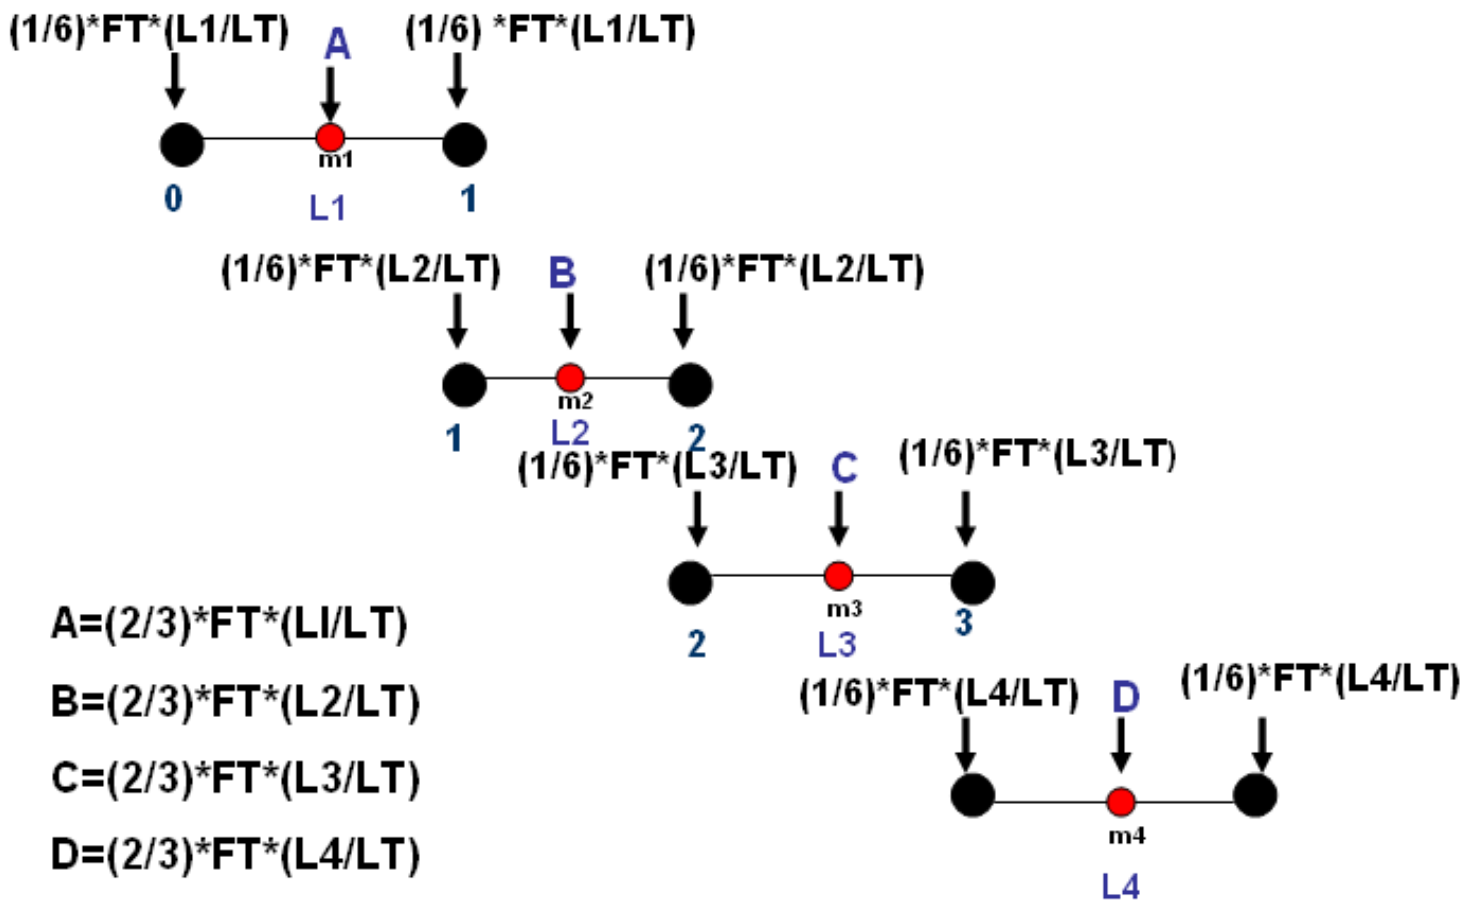 (1/6)*FT*(L1/LT)
A
(1/6) *FT*(L1/LT)
m1
0
L1
1
(1/6)*FT*(L2/LT)
B
(1/6)*FT*(L2/LT)
m2
1
L2
2
(1/6)*FT*(L3/LT)
C
(1/6)*FT*(L3/LT)
m3
2
L3
3
A=(2/3)*FT*(LI/LT)
B=(2/3)*FT*(L2/LT)
C=(2/3)*FT*(L3/LT)
D=(2/3)*FT*(L4/LT)
(1/6)*FT*(L4/LT)
D
(1/6)*FT*(L4/LT)
m4
L4